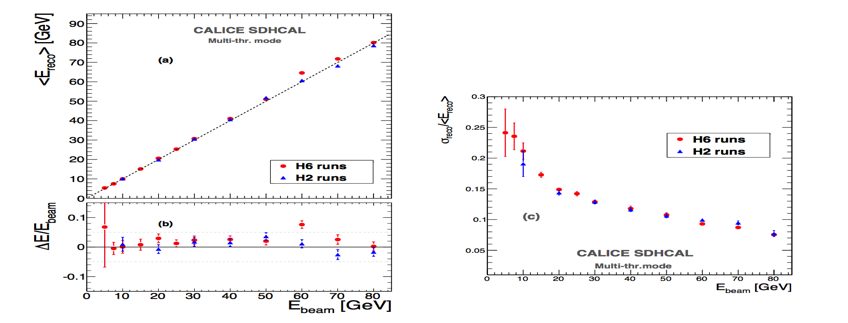 <E_reco> [GeV]
90
80
70
60
50
40
30
20
10
0
CALICE SDHCAL
Multi-thr. mode
(a)
H6 runs
H2 runs
ΔE/E_beam
0.1
0
-0.1
(b)
0 10 20 30 40 50 60 70 80
E_beam [GeV]
σ_reco/<E_reco>
0.3
0.25
0.2
0.15
0.1
0.05
H6 runs
H2 runs
(c)
CALICE SDHCAL
Multi-thr.mode
0 10 20 30 40 50 60 70 80
E_beam [GeV]